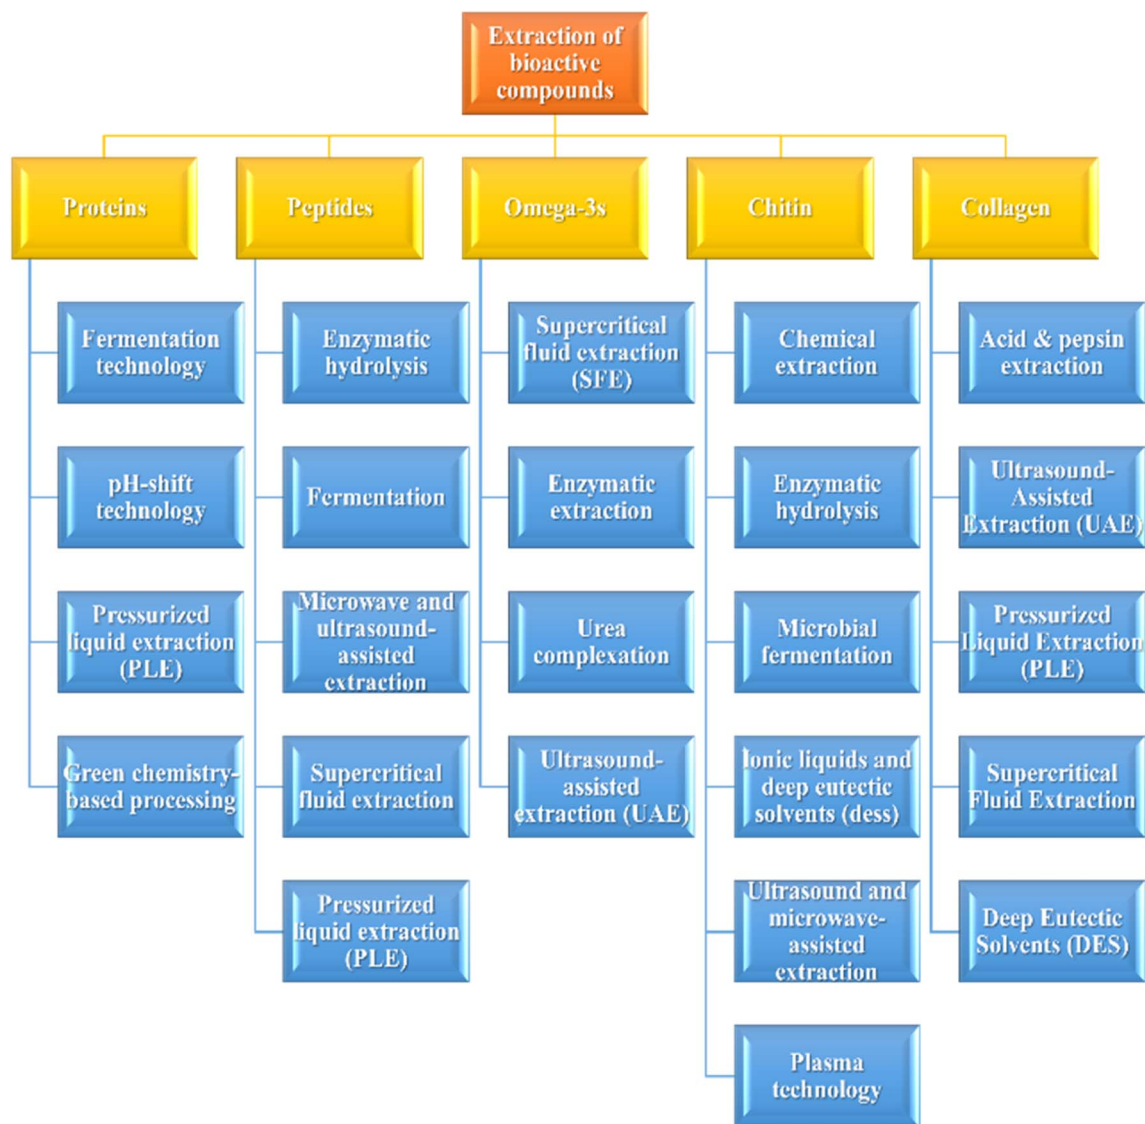 Extraction of
bioactive
compounds
Proteins
Peptides
Omega-3s
Chitin
Collagen
Fermentation
technology
pH-shift
technology
Pressurized
liquid extraction
(PLE)
Green chemistry-
based processing
Enzymatic
hydrolysis
Fermentation
Microwave and
ultrasound-
assisted
extraction
Supercritical
fluid extraction
Pressurized
liquid extraction
(PLE)
Supercritical
fluid extraction
(SFE)
Enzymatic
extraction
Urea
complexation
Ultrasound-
assisted
extraction (UAE)
Chemical
extraction
Enzymatic
hydrolysis
Microbial
fermentation
Ionic liquids and
deep eutectic
solvents (dess)
Ultrasound and
microwave-
assisted
extraction
Plasma
technology
Acid & pepsin
extraction
Ultrasound-
Assisted
Extraction (UAE)
Pressurized
Liquid Extraction
(PLE)
Supercritical
Fluid Extraction
Deep Eutectic
Solvents (DES)